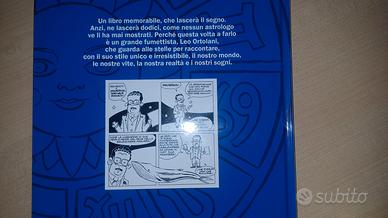 Un libro memorabile, che lascerà il segno.
Anzi, ne lascerà dodici, come nessun astrologo
ve li ha mai mostrati. Perché questa volta a farlo
è un grande fumettista, Leo Ortolani,
che guarda alle stelle per raccontare,
con il suo stile unico e irresistibile, il nostro mondo,
le nostre vite, la nostra realtà e i nostri sogni.
subito